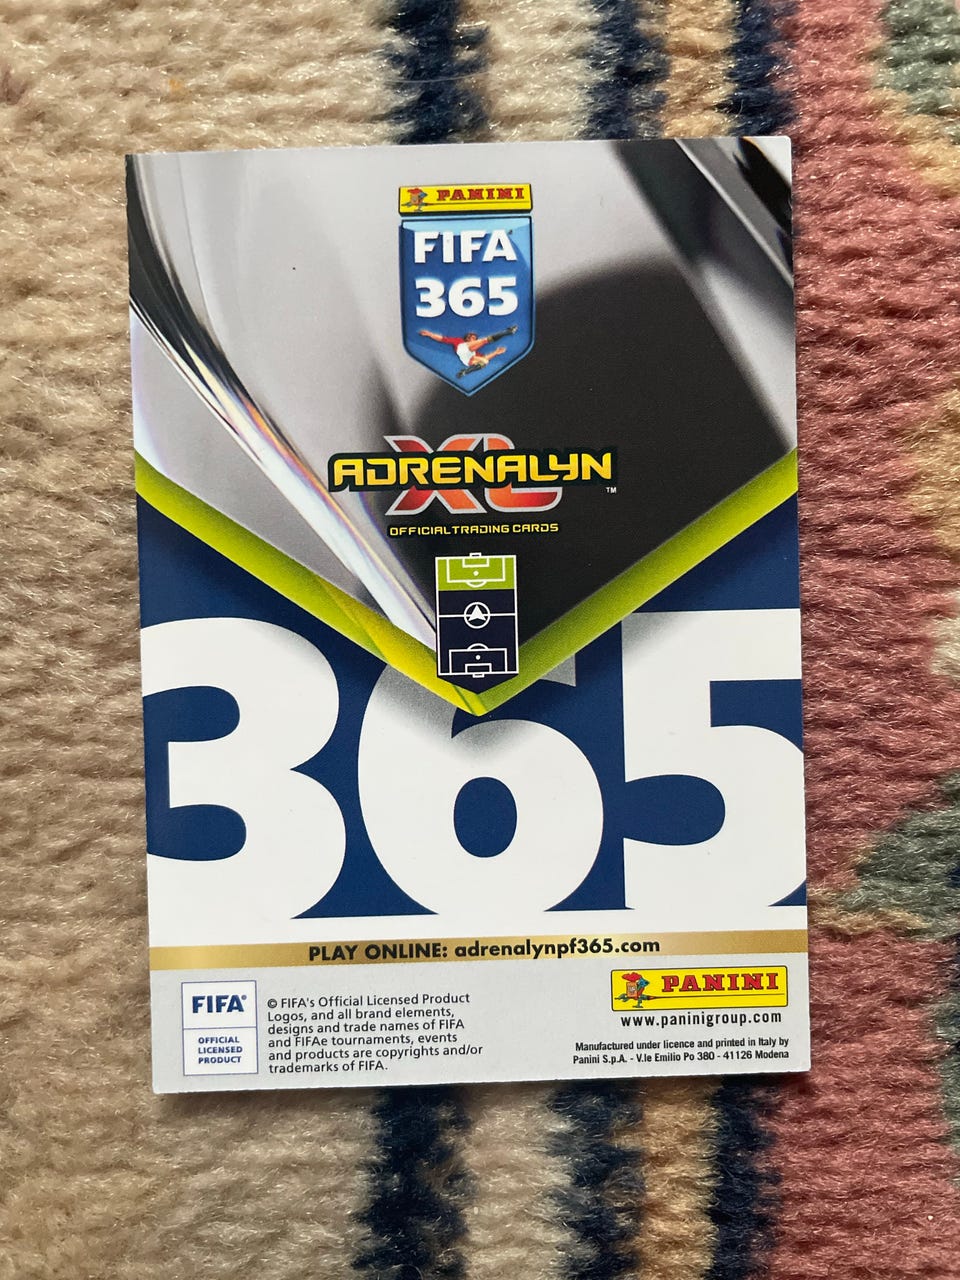 PANINI
FIFA
365
ADRENALYN
XL
™
OFFICIAL TRADING CARDS
365
PLAY ONLINE: adrenalynpf365.com
FIFA®
OFFICIAL
LICENSED
PRODUCT
© FIFA's Official Licensed Product
Logos, and all brand elements,
designs and trade names of FIFA
and FIFAe tournaments, events
and products are copyrights and/or
trademarks of FIFA.
PANINI
www.paninigroup.com
Manufactured under licence and printed in Italy by
Panini S.p.A. - V.le Emilio Po 380 - 41126 Modena